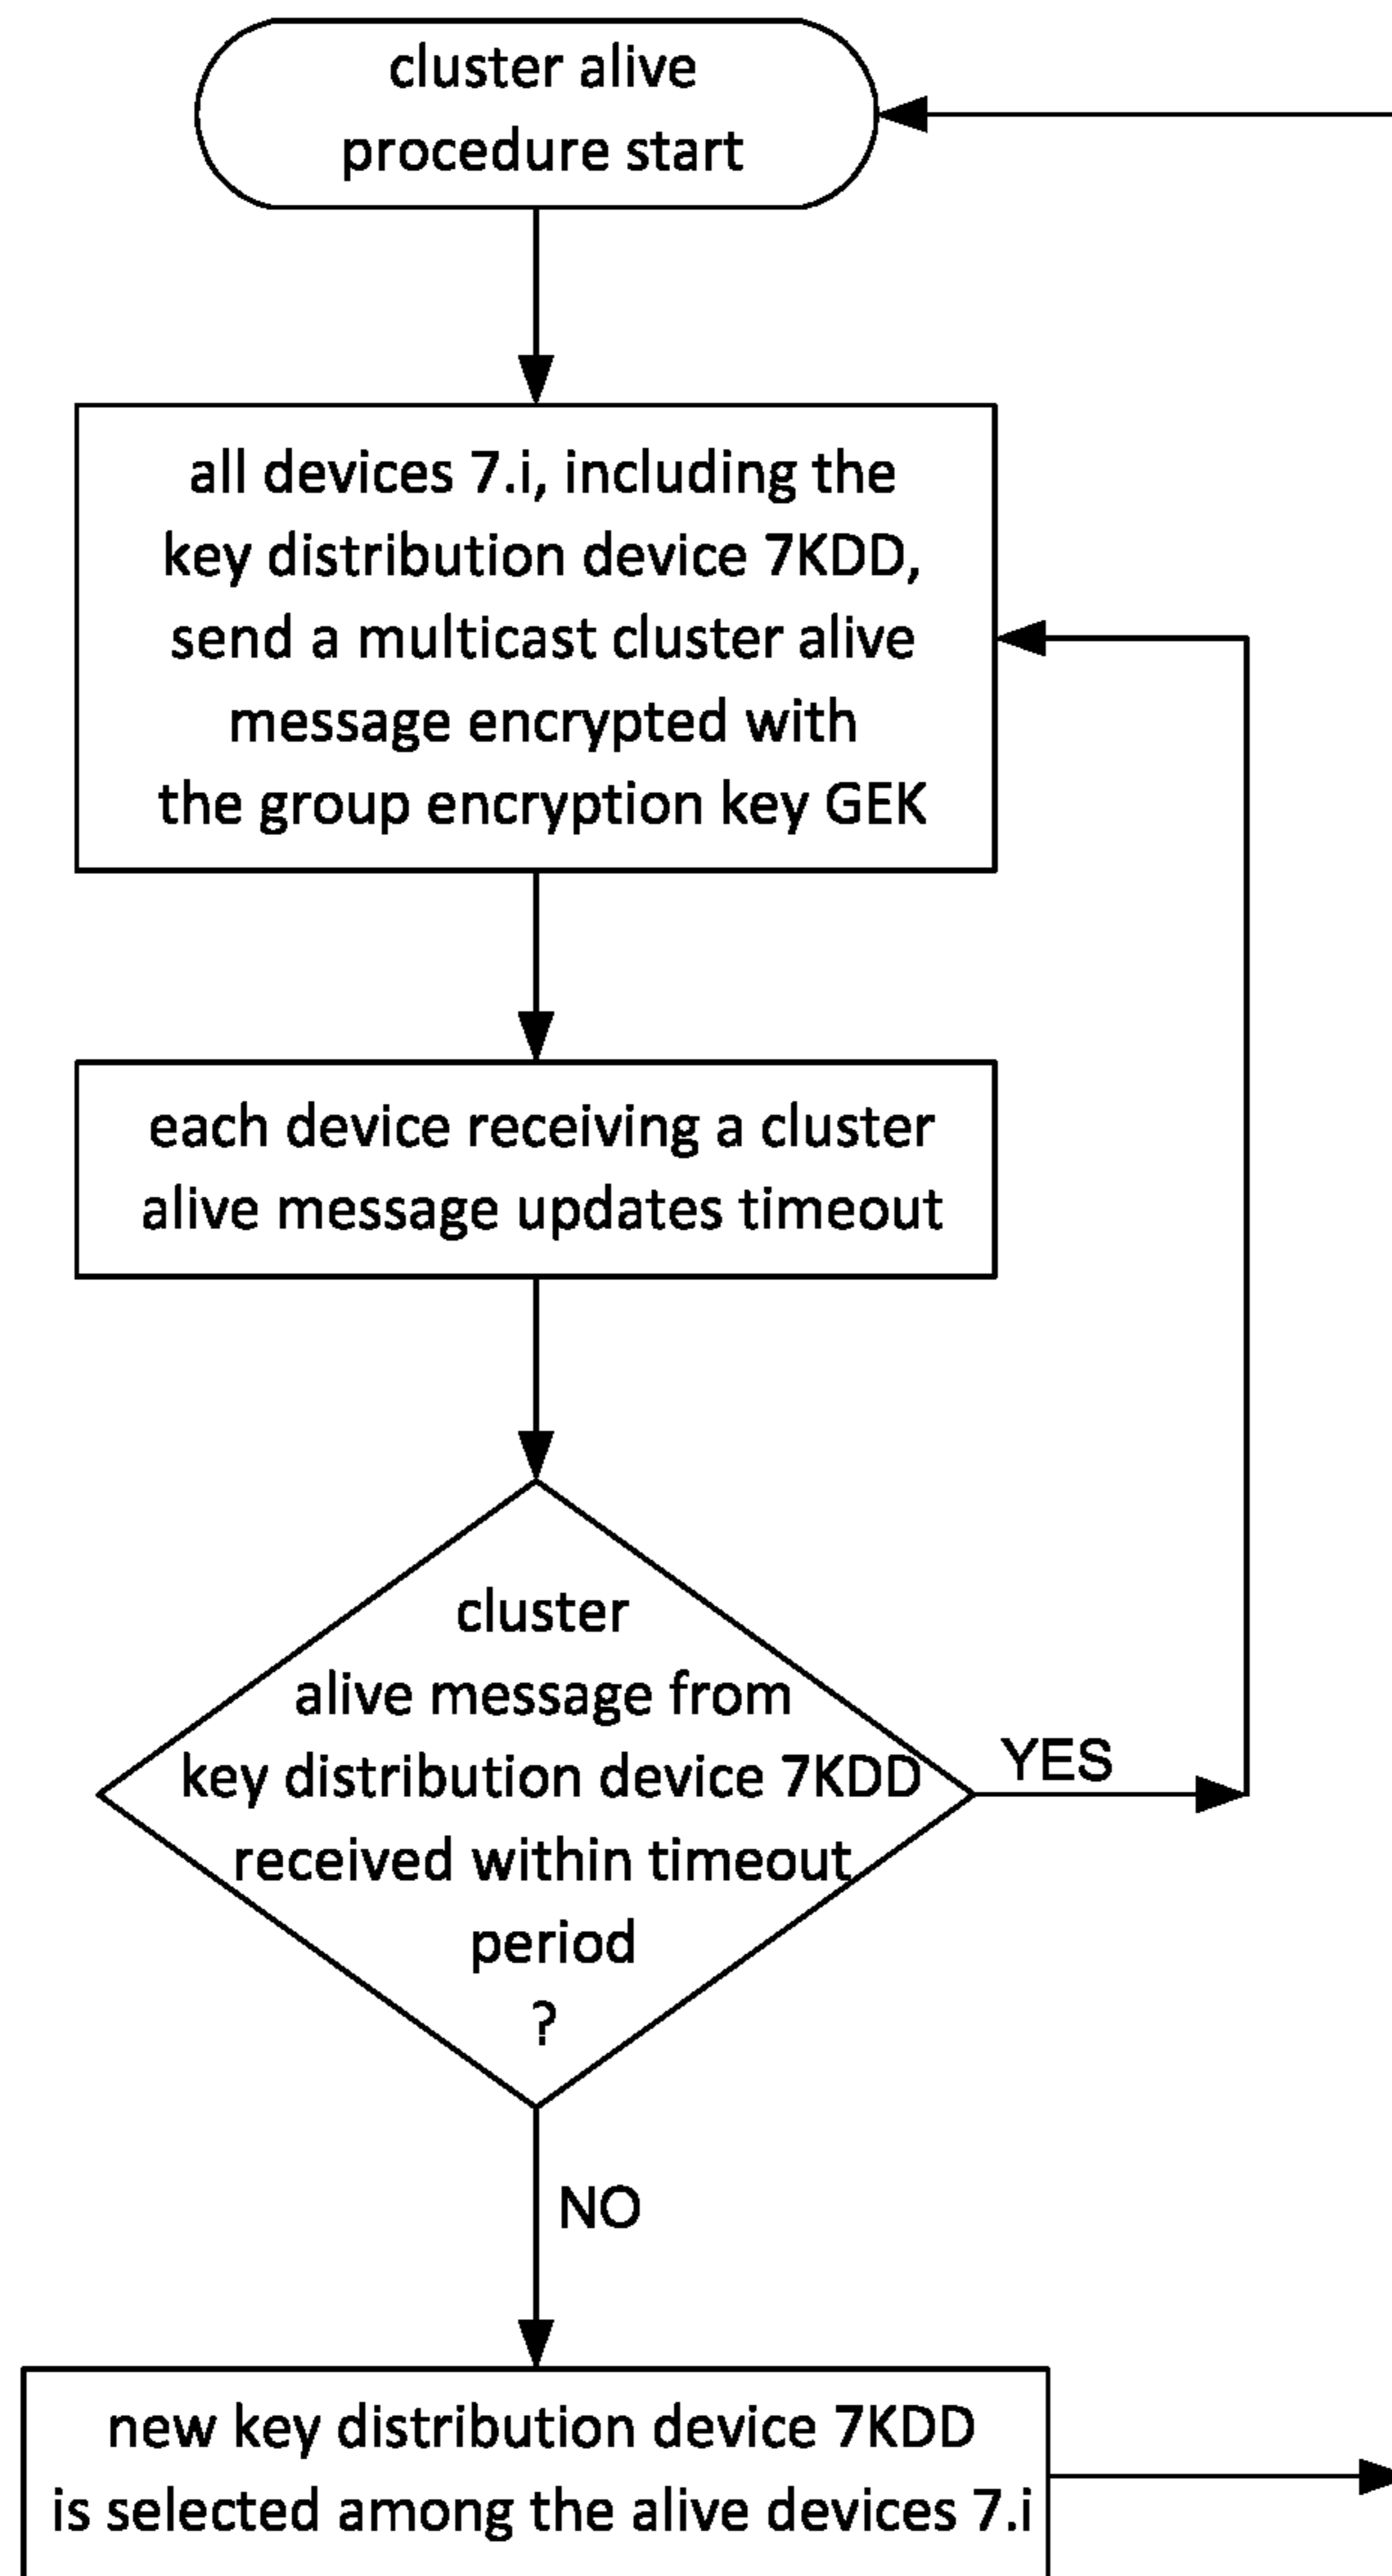 cluster alive
procedure start
all devices 7.i, including the
key distribution device 7KDD,
send a multicast cluster alive
message encrypted with
the group encryption key GEK
each device receiving a cluster
alive message updates timeout
cluster
alive message from
key distribution device 7KDD
received within timeout
period
?
YES
NO
new key distribution device 7KDD
is selected among the alive devices 7.i